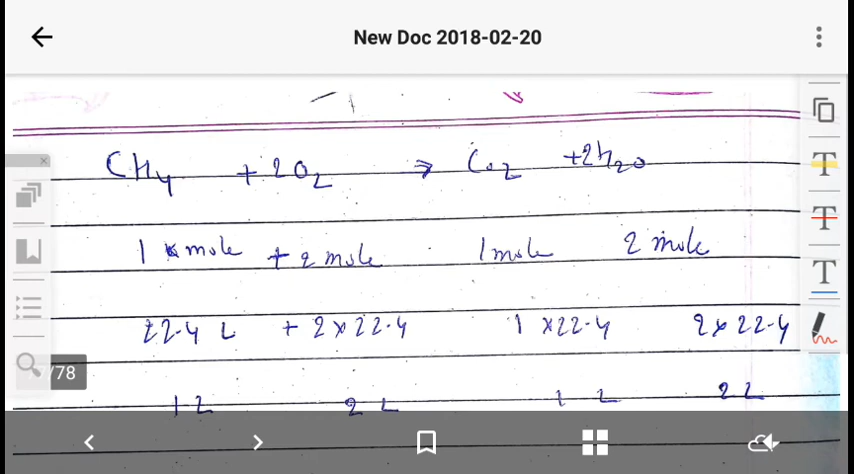 New Doc 2018-02-20
CH4 + 2O2 → Co2 + 2h2o
1 mole + 2 mole 1 mole 2 mole
22.4 L + 2 x 22.4 1 x 22.4 2 x 22.4
1 L 2 L 1 L 2 L
/78